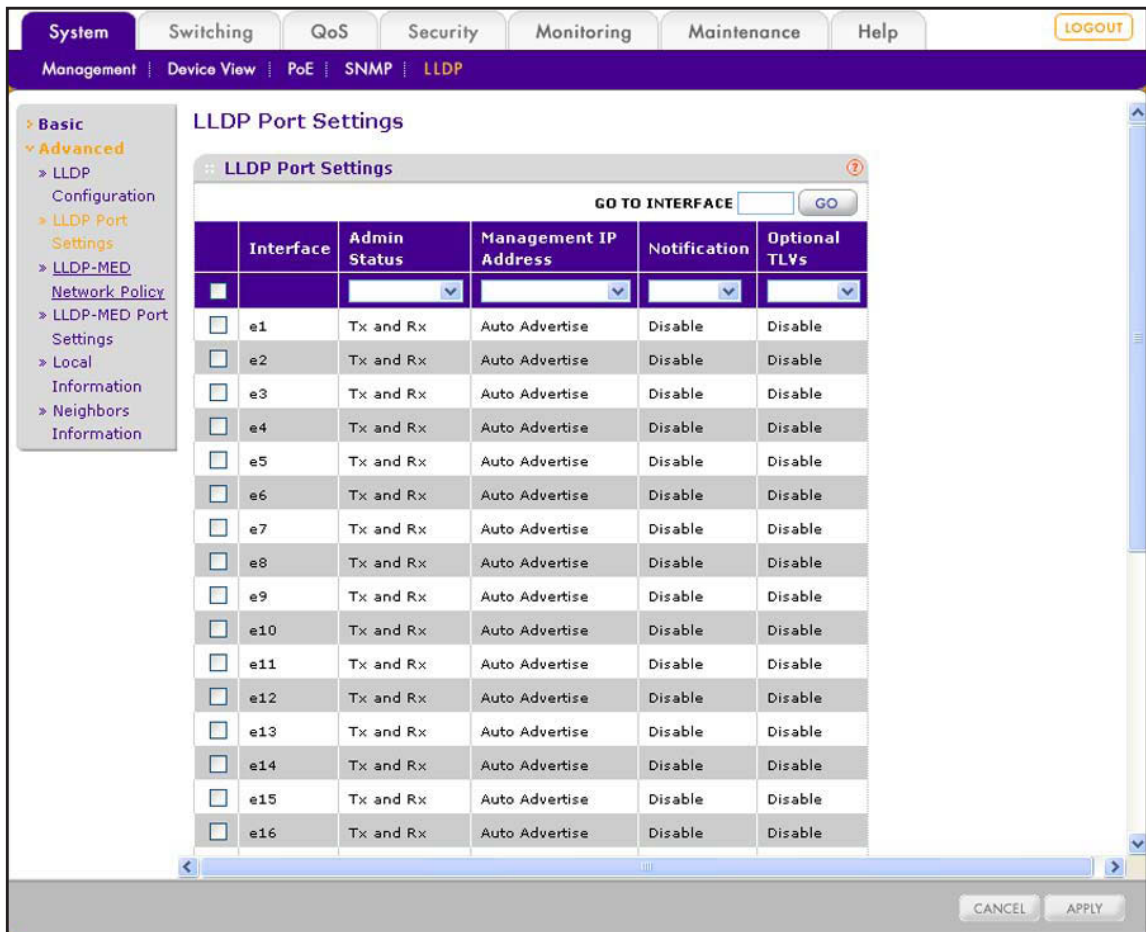 System Switching QoS Security Monitoring Maintenance Help LOGOUT
Management Device View PoE SNMP LLDP
Basic
Advanced
LLDP
Configuration
LLDP Port
Settings
LLDP-MED
Network Policy
LLDP-MED Port
Settings
Local
Information
Neighbors
Information
LLDP Port Settings
LLDP Port Settings
GO TO INTERFACE GO
Interface Admin Status Management IP Address Notification Optional TLVs
e1 Tx and Rx Auto Advertise Disable Disable
e2 Tx and Rx Auto Advertise Disable Disable
e3 Tx and Rx Auto Advertise Disable Disable
e4 Tx and Rx Auto Advertise Disable Disable
e5 Tx and Rx Auto Advertise Disable Disable
e6 Tx and Rx Auto Advertise Disable Disable
e7 Tx and Rx Auto Advertise Disable Disable
e8 Tx and Rx Auto Advertise Disable Disable
e9 Tx and Rx Auto Advertise Disable Disable
e10 Tx and Rx Auto Advertise Disable Disable
e11 Tx and Rx Auto Advertise Disable Disable
e12 Tx and Rx Auto Advertise Disable Disable
e13 Tx and Rx Auto Advertise Disable Disable
e14 Tx and Rx Auto Advertise Disable Disable
e15 Tx and Rx Auto Advertise Disable Disable
e16 Tx and Rx Auto Advertise Disable Disable
CANCEL APPLY